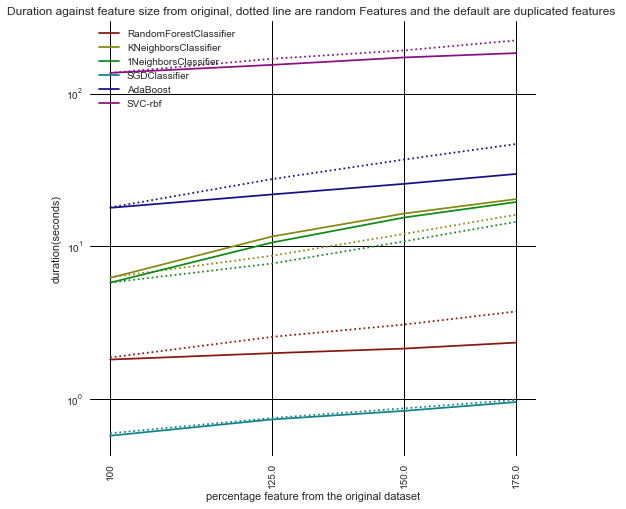 Duration against feature size from original, dotted line are random Features and the default are duplicated features
RandomForestClassifier
KNeighborsClassifier
1NeighborsClassifier
SGDClassifier
AdaBoost
SVC-rbf
10²
10¹
10⁰
duration(seconds)
100
125.0
150.0
175.0
percentage feature from the original dataset